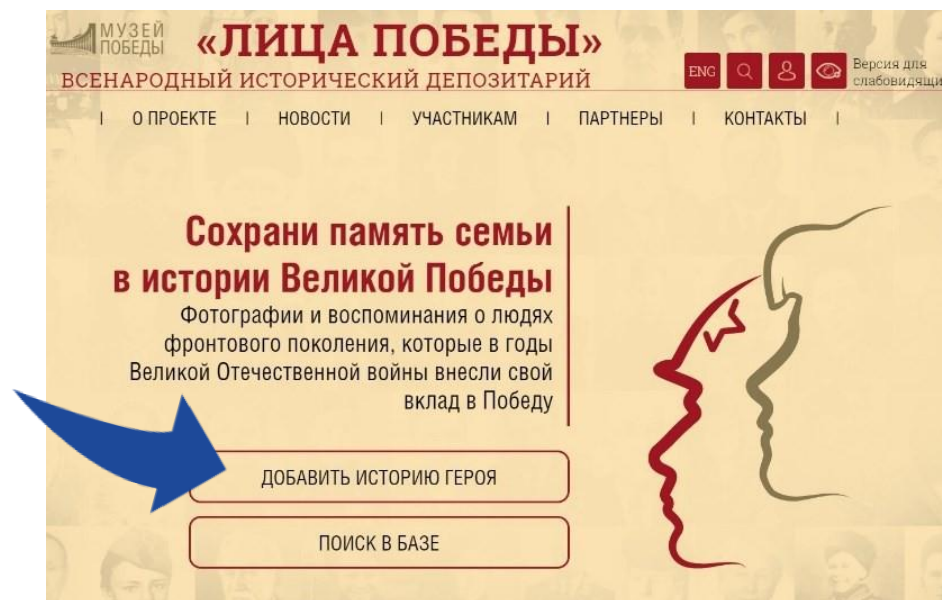 МУЗЕЙ
ПОБЕДЫ
«ЛИЦА ПОБЕДЫ»
ВСЕНАРОДНЫЙ ИСТОРИЧЕСКИЙ ДЕПОЗИТАРИЙ
ENG
Версия для
слабовидящи
| О ПРОЕКТЕ | НОВОСТИ | УЧАСТНИКАМ | ПАРТНЕРЫ | КОНТАКТЫ |
Сохрани память семьи
в истории Великой Победы
Фотографии и воспоминания о людях
фронтового поколения, которые в годы
Великой Отечественной войны внесли свой
вклад в Победу
ДОБАВИТЬ ИСТОРИЮ ГЕРОЯ
ПОИСК В БАЗЕ